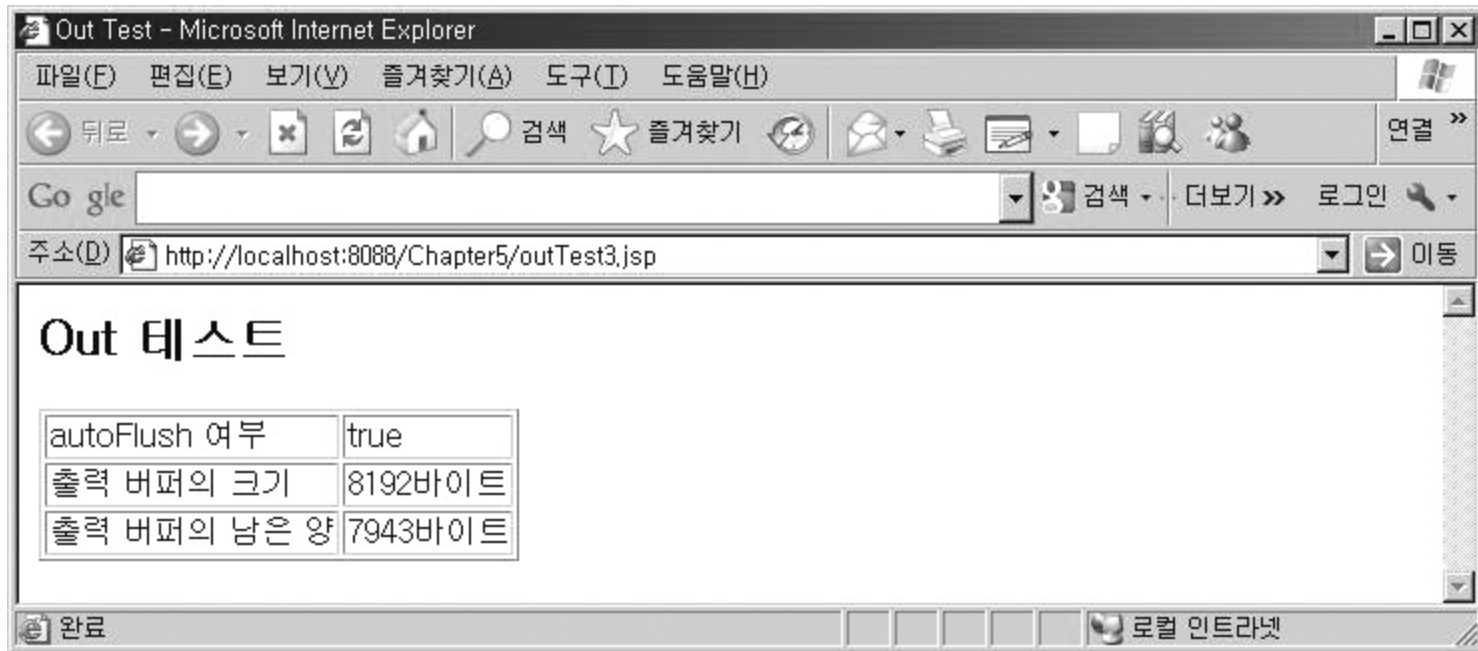 Out Test - Microsoft Internet Explorer
파일(F) 편집(E) 보기(V) 즐겨찾기(A) 도구(T) 도움말(H)
뒤로 검색 즐겨찾기 연결 »
Go gle 검색 더보기 » 로그인
주소(D) http://localhost:8088/Chapter5/outTest3.jsp 이동
Out 테스트
autoFlush 여부 true
출력 버퍼의 크기 8192바이트
출력 버퍼의 남은 양 7943바이트
완료 로컬 인트라넷